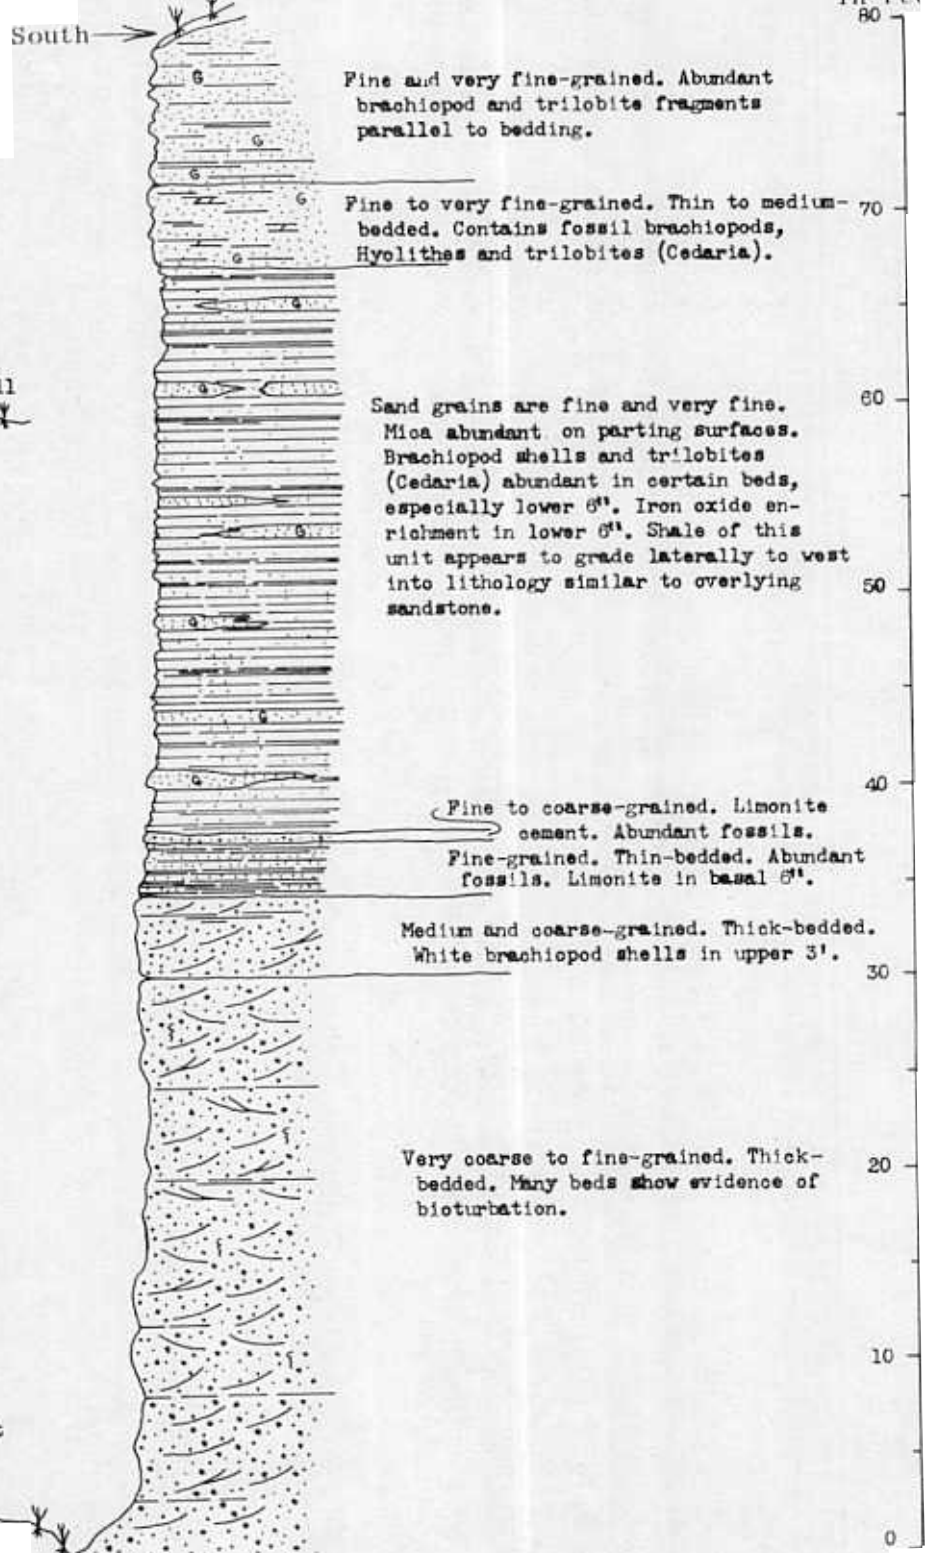 80
South
Fine and very fine-grained. Abundant
brachiopod and trilobite fragments
parallel to bedding.
G
G
G
G
Fine to very fine-grained. Thin to medium-
bedded. Contains fossil brachiopods,
Hyolithes and trilobites (Cedaria).
70
G
G
G
60
Sand grains are fine and very fine.
Mica abundant on parting surfaces.
Brachiopod shells and trilobites
(Cedaria) abundant in certain beds,
especially lower 6". Iron oxide en-
richment in lower 6". Shale of this
unit appears to grade laterally to west
into lithology similar to overlying
sandstone.
G
50
G
G
G
40
Fine to coarse-grained. Limonite
cement. Abundant fossils.
Fine-grained. Thin-bedded. Abundant
fossils. Limonite in basal 6".
Medium and coarse-grained. Thick-bedded.
White brachiopod shells in upper 3'.
30
Very coarse to fine-grained. Thick-
bedded. Many beds show evidence of
bioturbation.
20
10
0